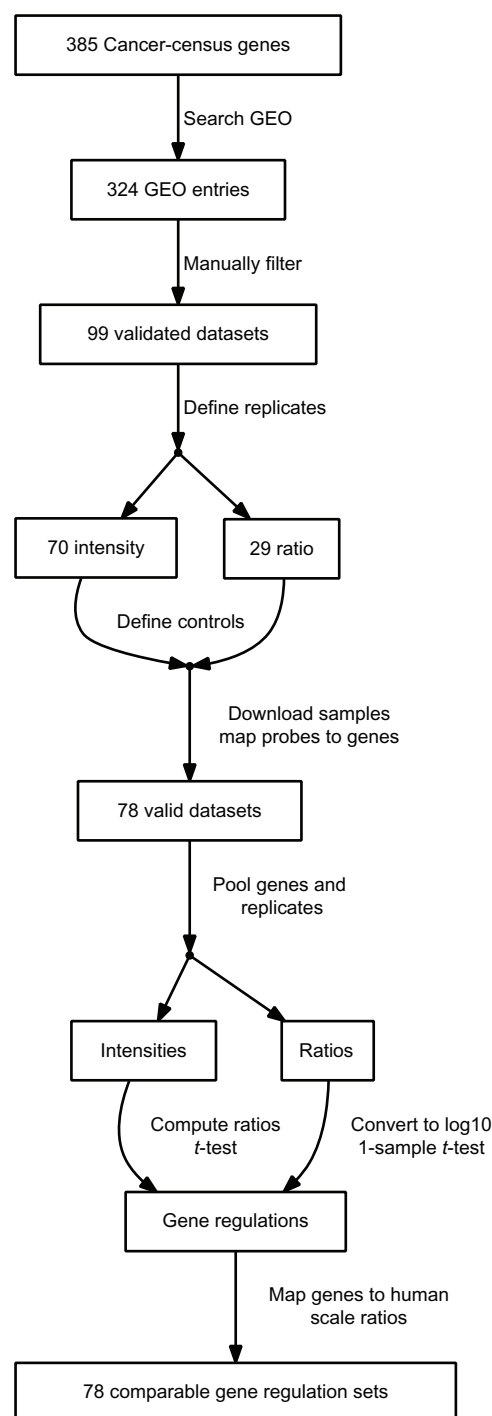 385 Cancer-census genes
Search GEO
324 GEO entries
Manually filter
99 validated datasets
Define replicates
70 intensity
29 ratio
Define controls
Download samples
map probes to genes
78 valid datasets
Pool genes and
replicates
Intensities
Ratios
Compute ratios
t-test
Convert to log10
1-sample t-test
Gene regulations
Map genes to human
scale ratios
78 comparable gene regulation sets